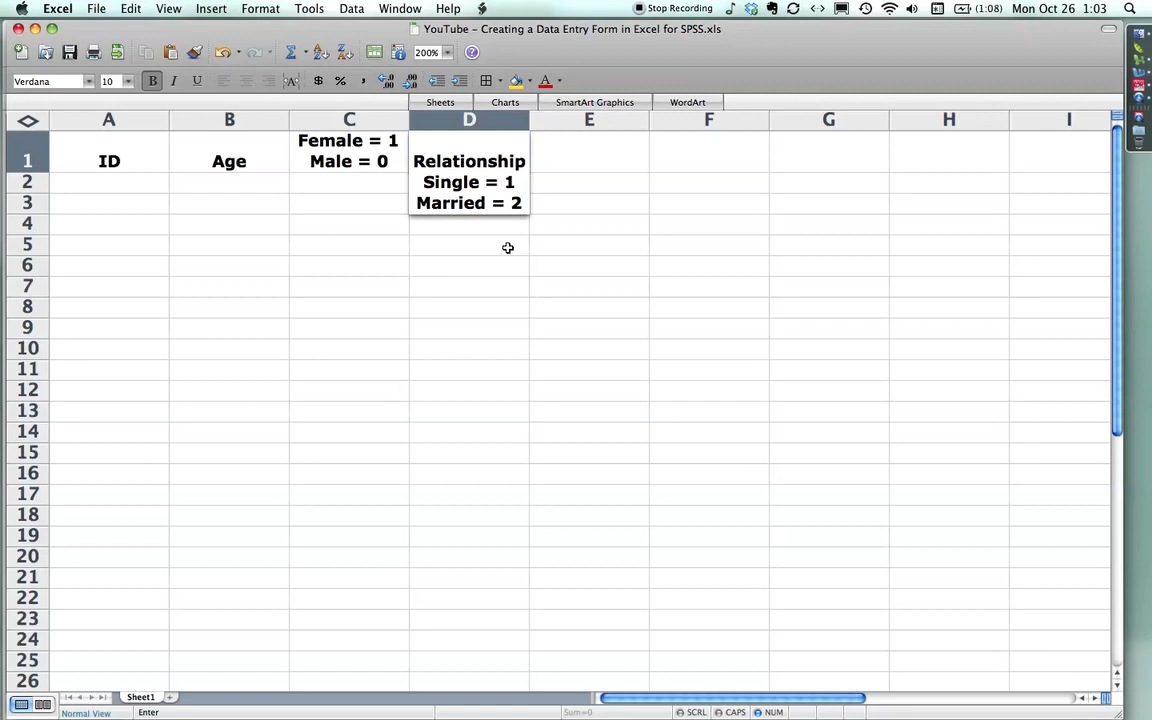 Excel File Edit View Insert Format Tools Data Window Help Stop Recording (1:08) Mon Oct 26 1:03
YouTube – Creating a Data Entry Form in Excel for SPSS.xls
200%
Verdana 10 B I U $ %
Sheets Charts SmartArt Graphics WordArt
A B C D E F G H I
Female = 1
1 ID Age Male = 0 Relationship
2 Single = 1
3 Married = 2
4
5
6
7
8
9
10
11
12
13
14
15
16
17
18
19
20
21
22
23
24
25
26
Sheet1
Normal View Enter Sum=0 SCRL CAPS NUM